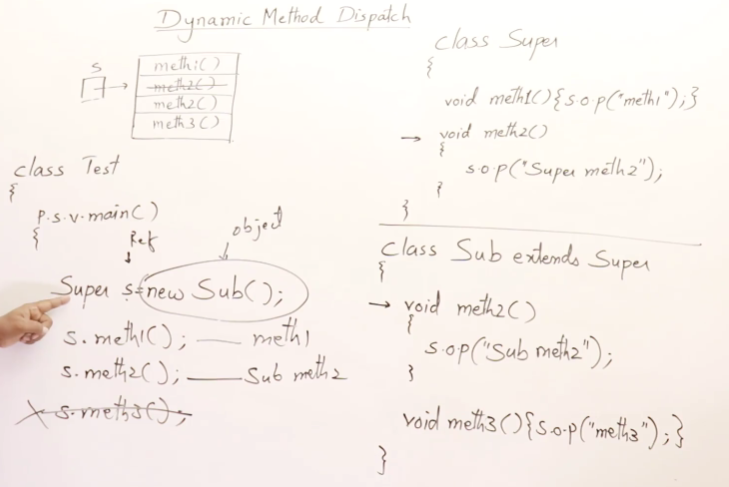 Dynamic Method Dispatch
s
meth1()
meth2()
meth2()
meth3()
class Test
{
p.s.v.main()
{
Ref
object
Super s=new Sub();
s.meth1(); — meth1
s.meth2(); — Sub meth2
X s.meth3();
class Super
{
void meth1(){s.o.p("meth1");}
→ void meth2()
{
s.o.p("Super meth2");
}
}
class Sub extends Super
{
→ void meth2()
{
s.o.p("Sub meth2");
}
void meth3(){s.o.p("meth3");}
}